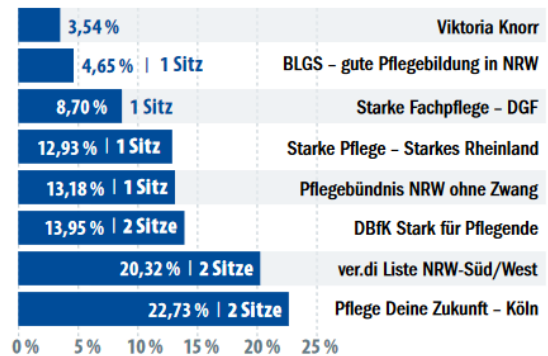 3,54 % Viktoria Knorr
4,65 % | 1 Sitz BLGS – gute Pflegebildung in NRW
8,70 % 1 Sitz Starke Fachpflege – DGF
12,93 % | 1 Sitz Starke Pflege – Starkes Rheinland
13,18 % | 1 Sitz Pflegebündnis NRW ohne Zwang
13,95 % | 2 Sitze DBfK Stark für Pflegende
20,32 % | 2 Sitze ver.di Liste NRW-Süd/West
22,73 % | 2 Sitze Pflege Deine Zukunft – Köln
0 % 5 % 10 % 15 % 20 % 25 %